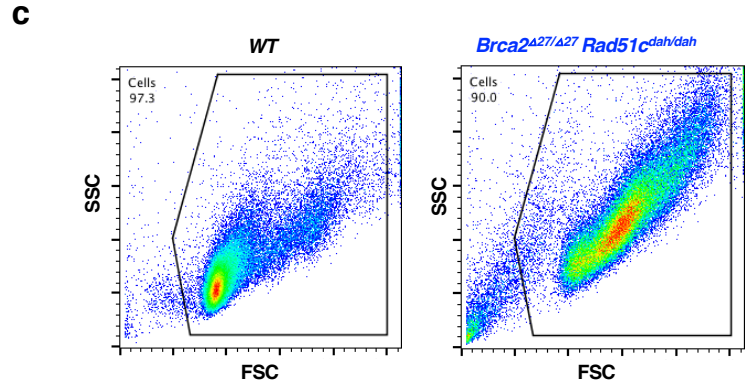 c
WT
Brca2Δ27/Δ27 Rad51cdah/dah
Cells
97.3
Cells
90.0
SSC
SSC
FSC
FSC